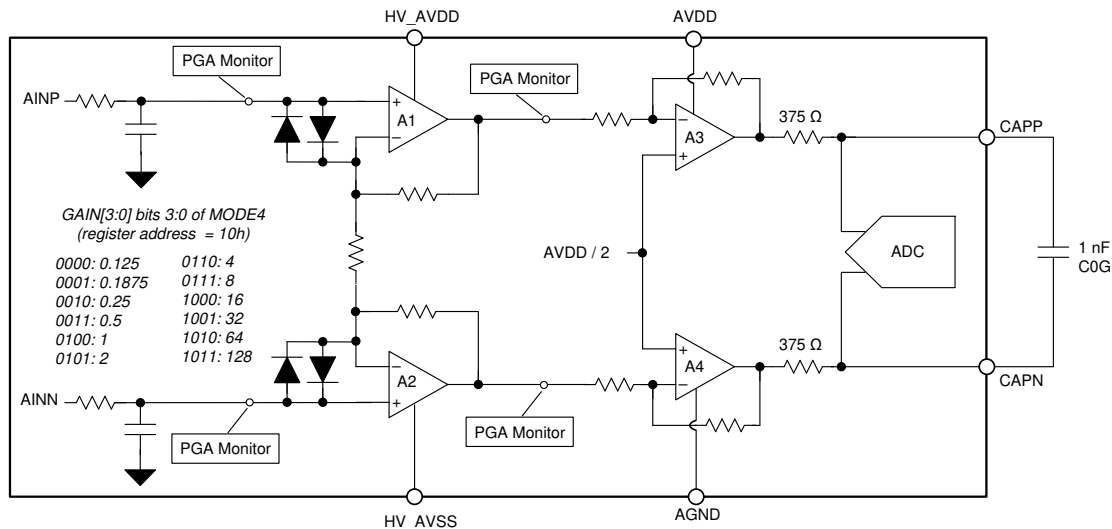 HV_AVDD
AVDD
PGA Monitor
PGA Monitor
AINP
+
A1
−
−
A3
+
375 Ω
CAPP
GAIN[3:0] bits 3:0 of MODE4
(register address = 10h)
0000: 0.125
0001: 0.1875
0010: 0.25
0011: 0.5
0100: 1
0101: 2
0110: 4
0111: 8
1000: 16
1001: 32
1010: 64
1011: 128
AVDD / 2
ADC
1 nF
C0G
−
A2
+
+
A4
−
375 Ω
CAPN
AINN
PGA Monitor
PGA Monitor
HV_AVSS
AGND